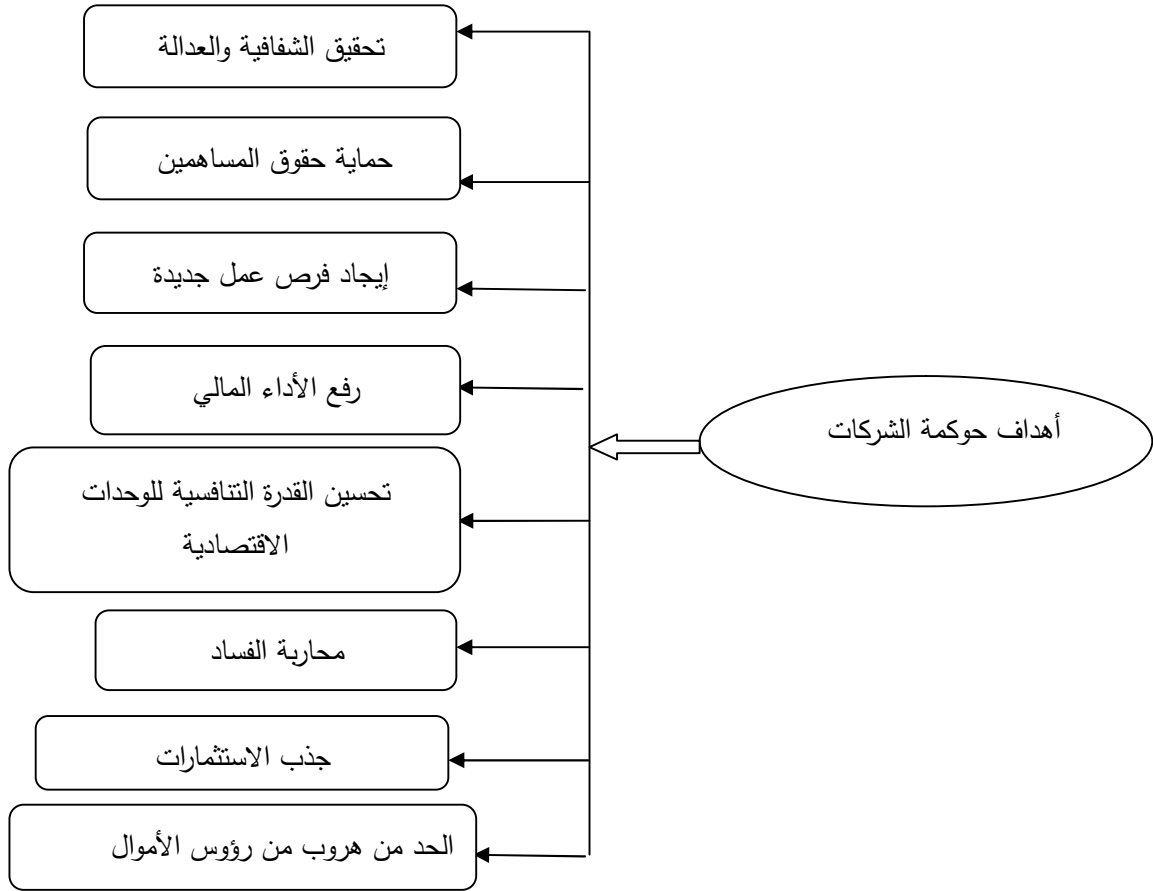 أهداف حوكمة الشركات
تحقيق الشفافية والعدالة
حماية حقوق المساهمين
إيجاد فرص عمل جديدة
رفع الأداء المالي
تحسين القدرة التنافسية للوحدات
الاقتصادية
محاربة الفساد
جذب الاستثمارات
الحد من هروب من رؤوس الأموال